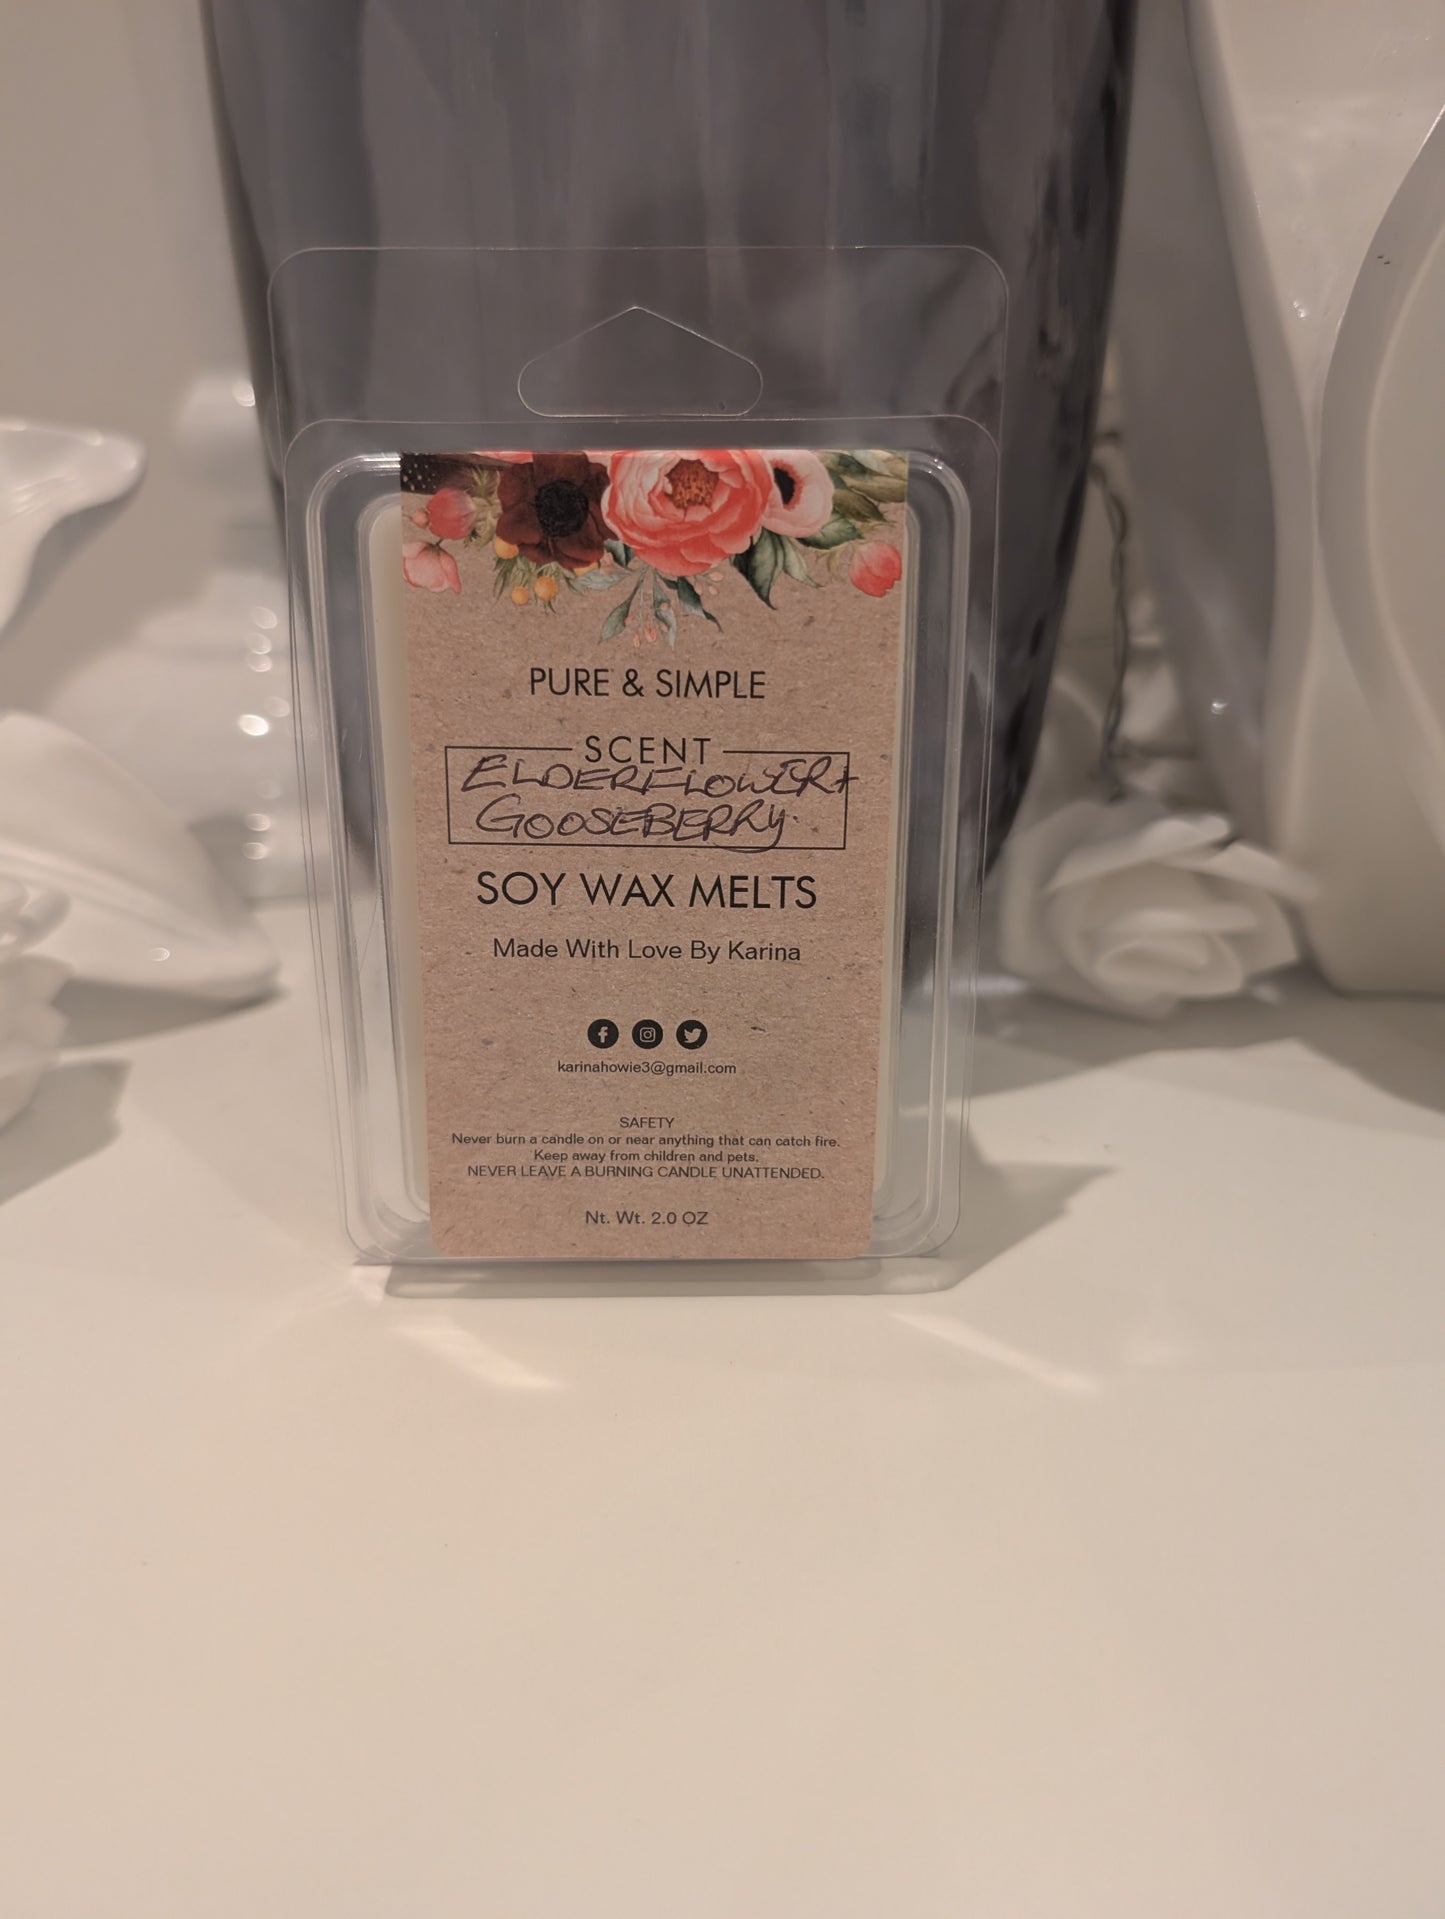 PURE & SIMPLE
SCENT
ELDERFLOWER +
GOOSEBERRY.
SOY WAX MELTS
Made With Love By Karina
karinahowie3@gmail.com
SAFETY
Never burn a candle on or near anything that can catch fire.
Keep away from children and pets.
NEVER LEAVE A BURNING CANDLE UNATTENDED.
Nt. Wt. 2.0 OZ